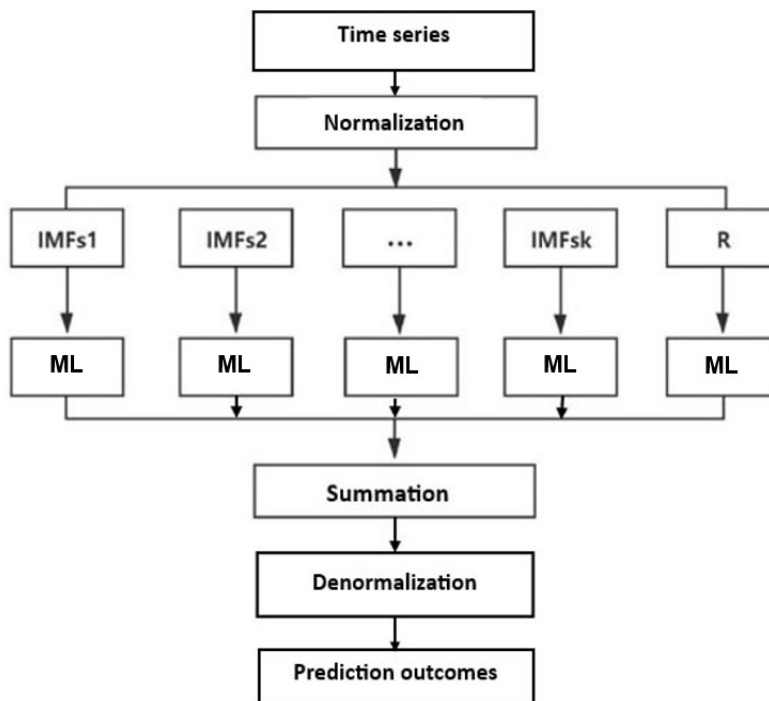 Time series
Normalization
IMFs1 IMFs2 ... IMFsk R
ML ML ML ML ML
Summation
Denormalization
Prediction outcomes